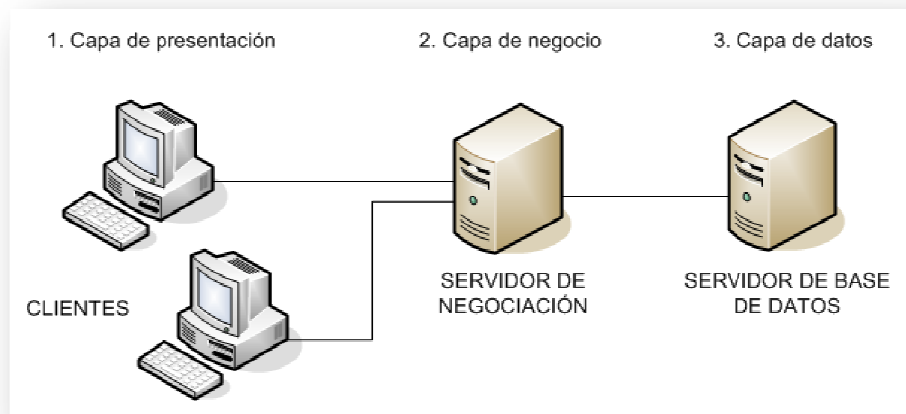 1. Capa de presentación
2. Capa de negocio
3. Capa de datos
CLIENTES
SERVIDOR DE
NEGOCIACIÓN
SERVIDOR DE BASE
DE DATOS